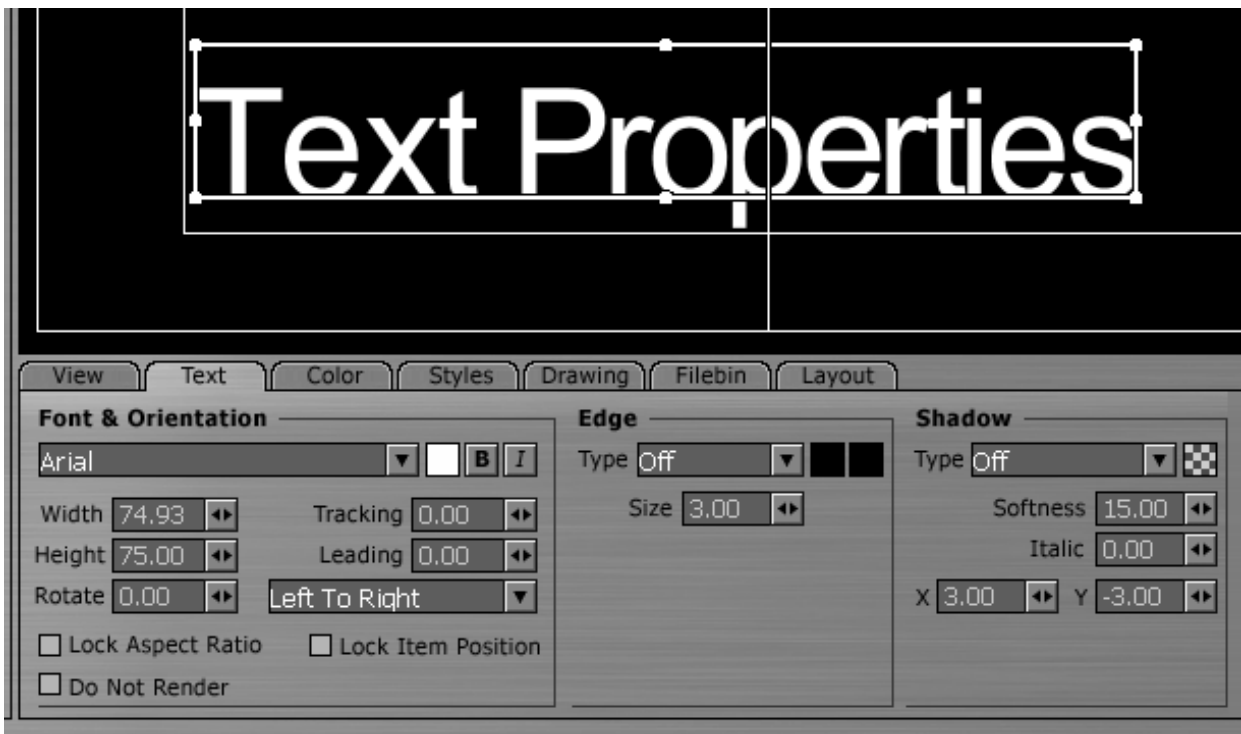 Text Properties
View Text Color Styles Drawing Filebin Layout
Font & Orientation Edge Shadow
Arial B I Type Off Type Off
Width 74.93 Tracking 0.00 Size 3.00 Softness 15.00
Height 75.00 Leading 0.00 Italic 0.00
Rotate 0.00 Left To Right X 3.00 Y -3.00
Lock Aspect Ratio Lock Item Position
Do Not Render